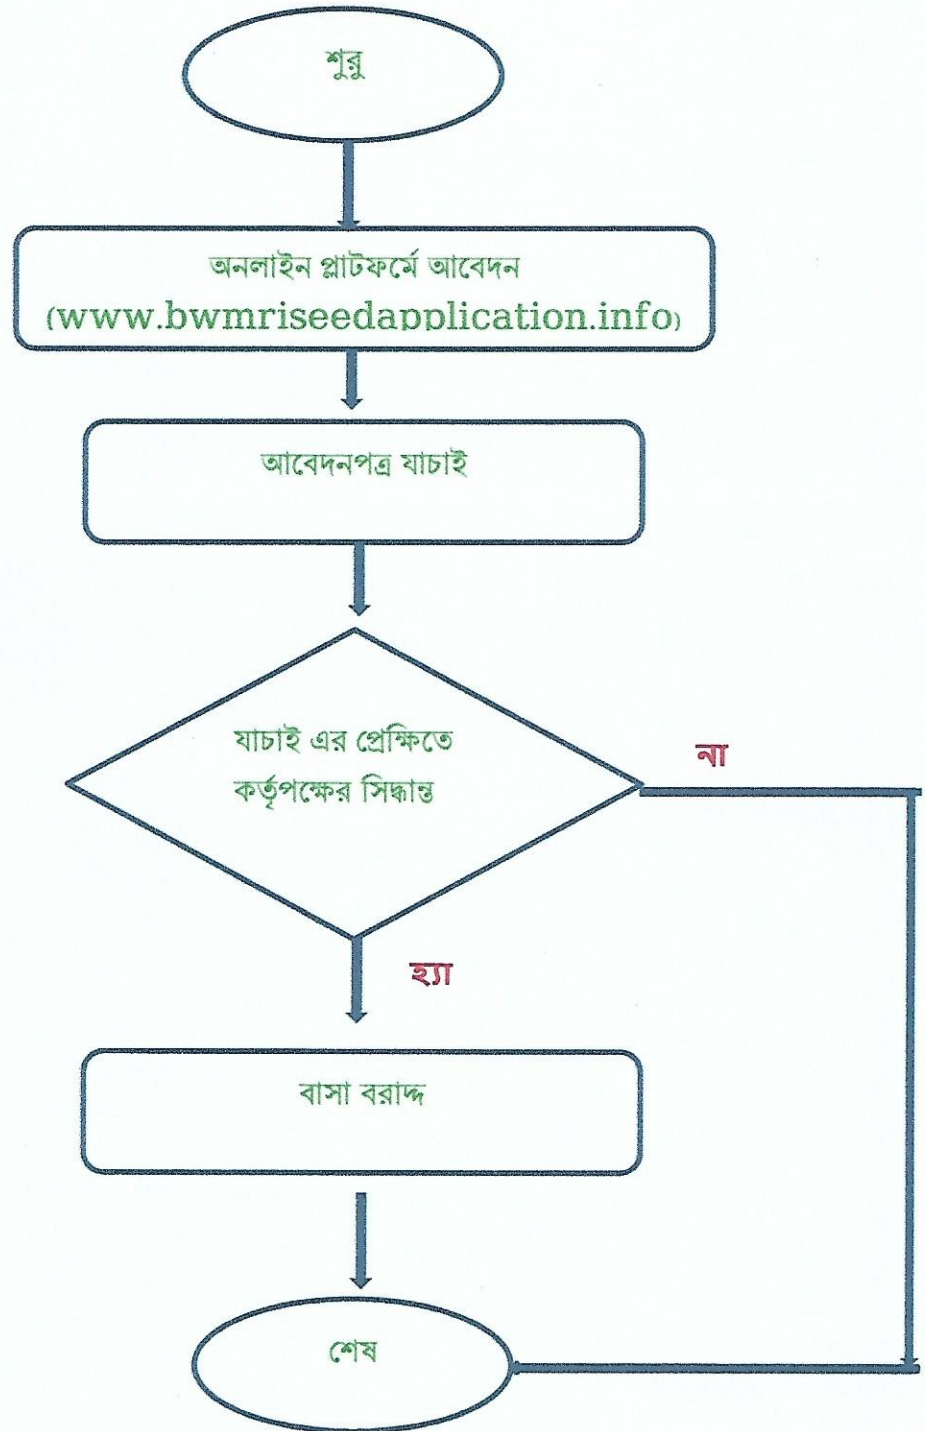 শুরু
অনলাইন প্লাটফর্মে আবেদন
(www.bwmriseedapplication.info)
আবেদনপত্র যাচাই
যাচাই এর প্রেক্ষিতে
কর্তৃপক্ষের সিদ্ধান্ত
না
হ্যা
বাসা বরাদ্দ
শেষ